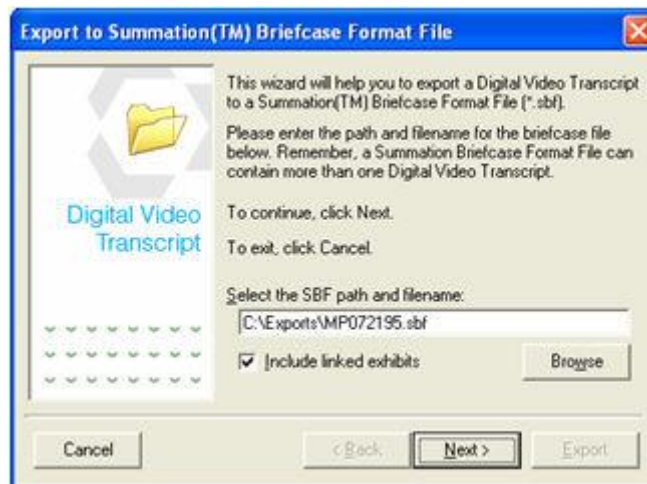 Export to Summation(TM) Briefcase Format File
This wizard will help you to export a Digital Video Transcript
to a Summation(TM) Briefcase Format File (*.sbf).
Please enter the path and filename for the briefcase file
below. Remember, a Summation Briefcase Format File can
contain more than one Digital Video Transcript.
Digital Video
Transcript
To continue, click Next.
To exit, click Cancel.
Select the SBF path and filename:
C:\Exports\MP072195.sbf
Include linked exhibits
Browse
Cancel
< Back
Next >
Export